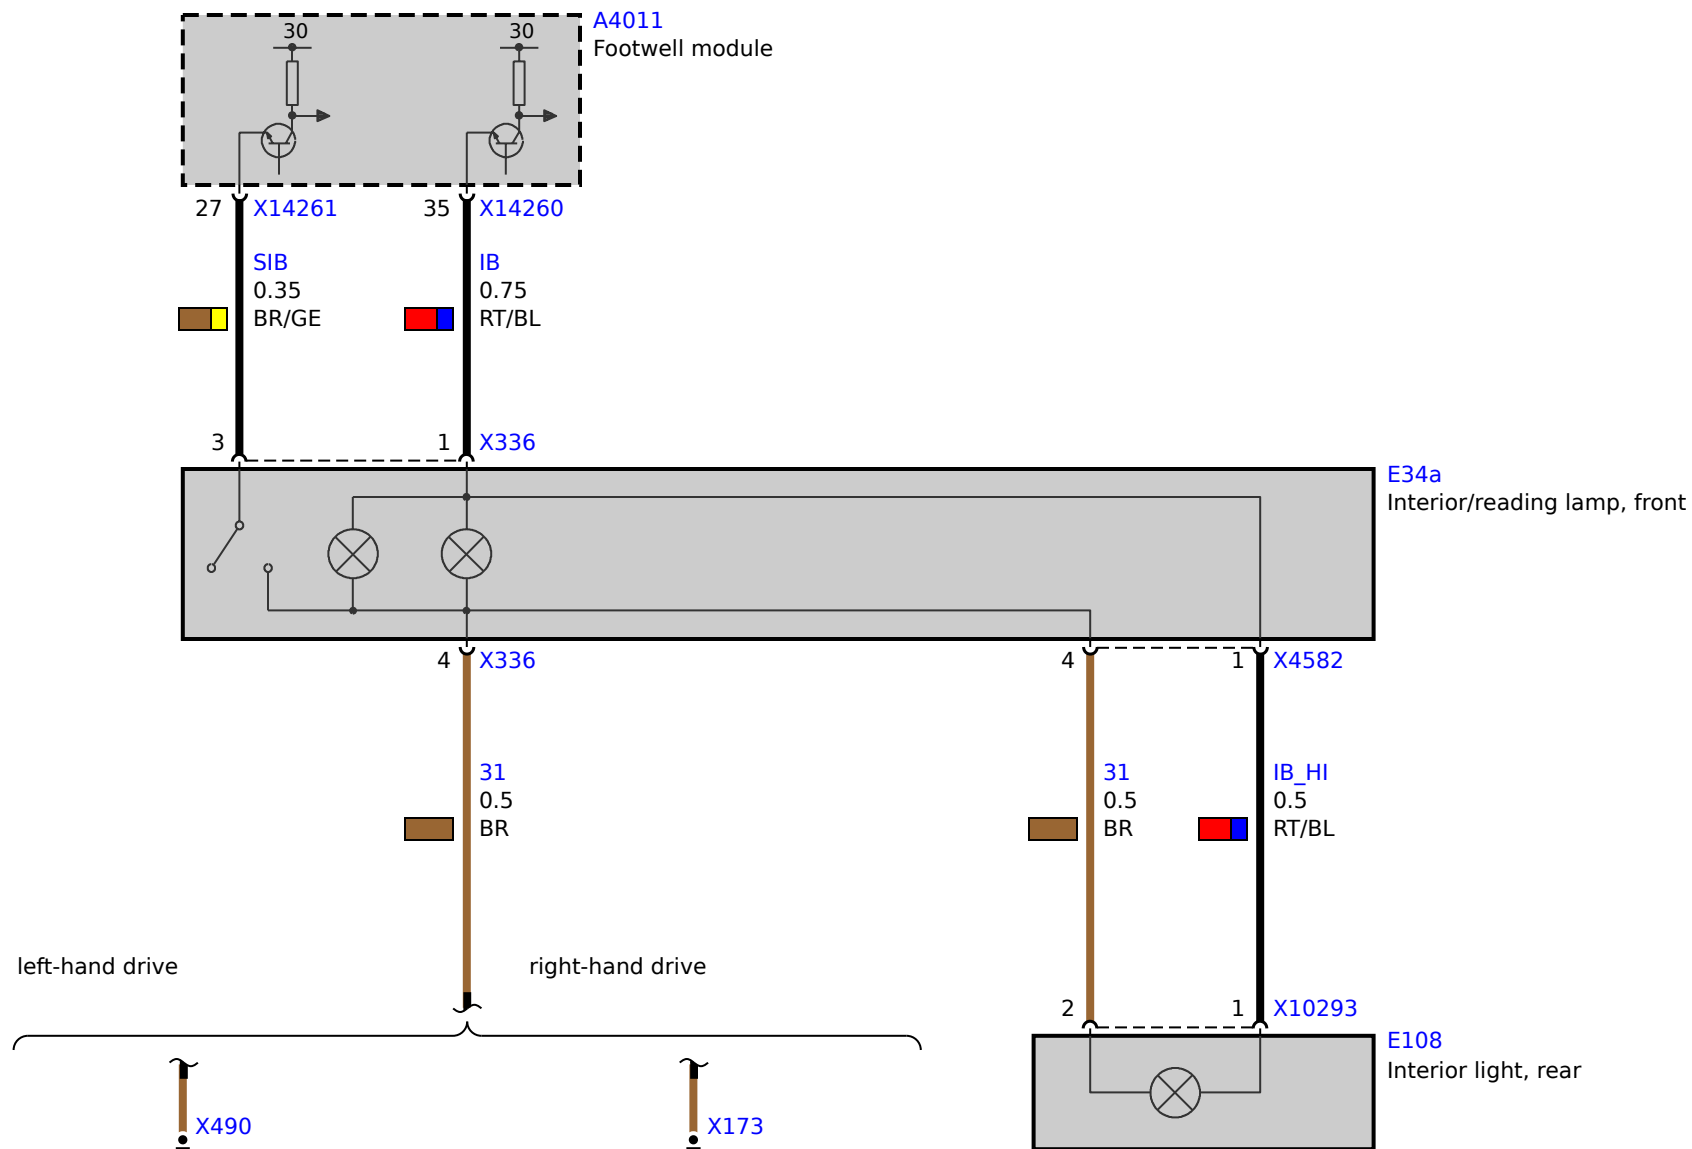 30
30
A4011
Footwell module
27
X14261
35
X14260
SIB
0.35
BR/GE
IB
0.75
RT/BL
3
1
X336
E34a
Interior/reading lamp, front
4
X336
4
1
X4582
31
0.5
BR
31
0.5
BR
IB_HI
0.5
RT/BL
left-hand drive
right-hand drive
2
1
X10293
E108
Interior light, rear
X490
X173